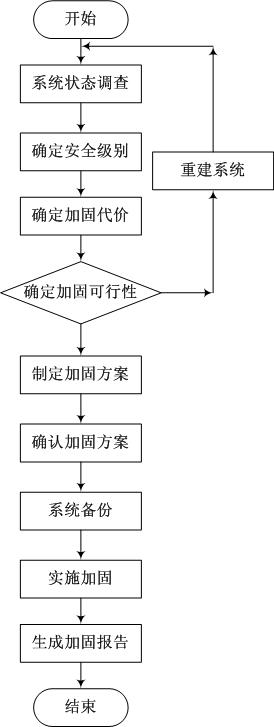 开始
系统状态调查
确定安全级别
重建系统
确定加固代价
确定加固可行性
制定加固方案
确认加固方案
系统备份
实施加固
生成加固报告
结束